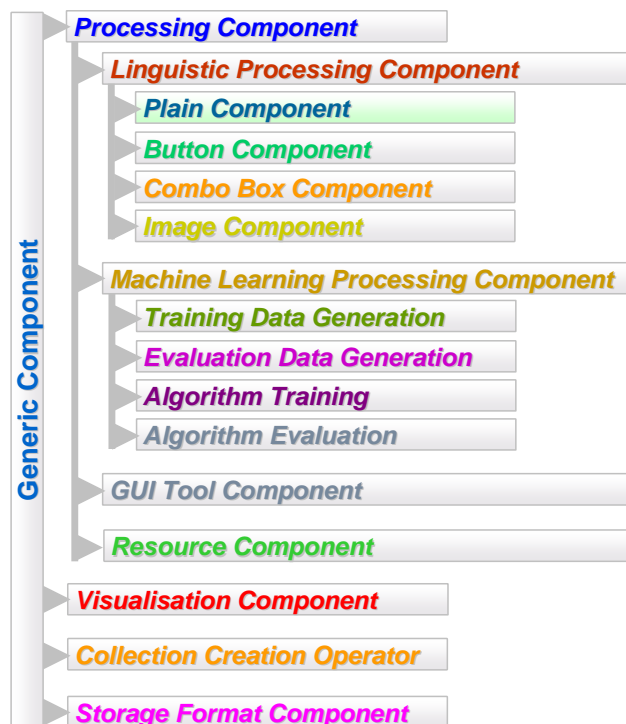 Generic Component
Processing Component
Linguistic Processing Component
Plain Component
Button Component
Combo Box Component
Image Component
Machine Learning Processing Component
Training Data Generation
Evaluation Data Generation
Algorithm Training
Algorithm Evaluation
GUI Tool Component
Resource Component
Visualisation Component
Collection Creation Operator
Storage Format Component